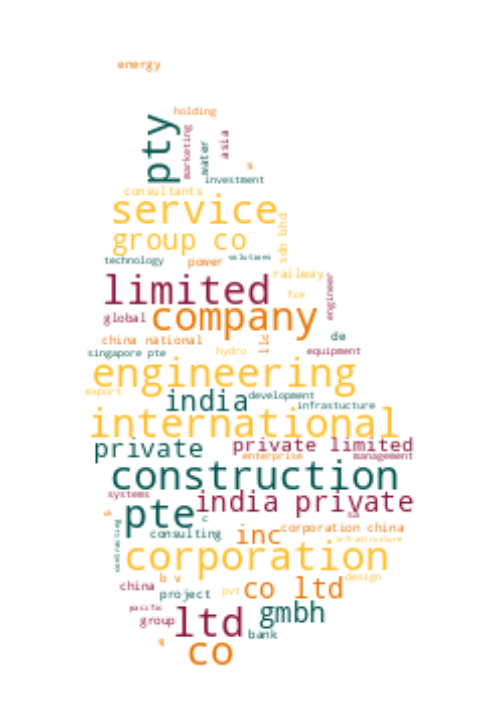 energy
holding
pty
marketing
water
asia
s
investment
consultants
service
sdn bhd
group co
technology
power
solutions
railway
limited
fze
engineer
global
company
china national
llc
de
singapore pte
hydro
equipment
engineering
export
india
development
infrastucture
international
private
private limited
enterprise
management
construction
systems
india private
pte
sa
&
c
contracting
consulting
inc
corporation china
infrastructure
corporation
china
b v
design
project
pvt
co ltd
pacific
gmbh
group
ltd
bank
co